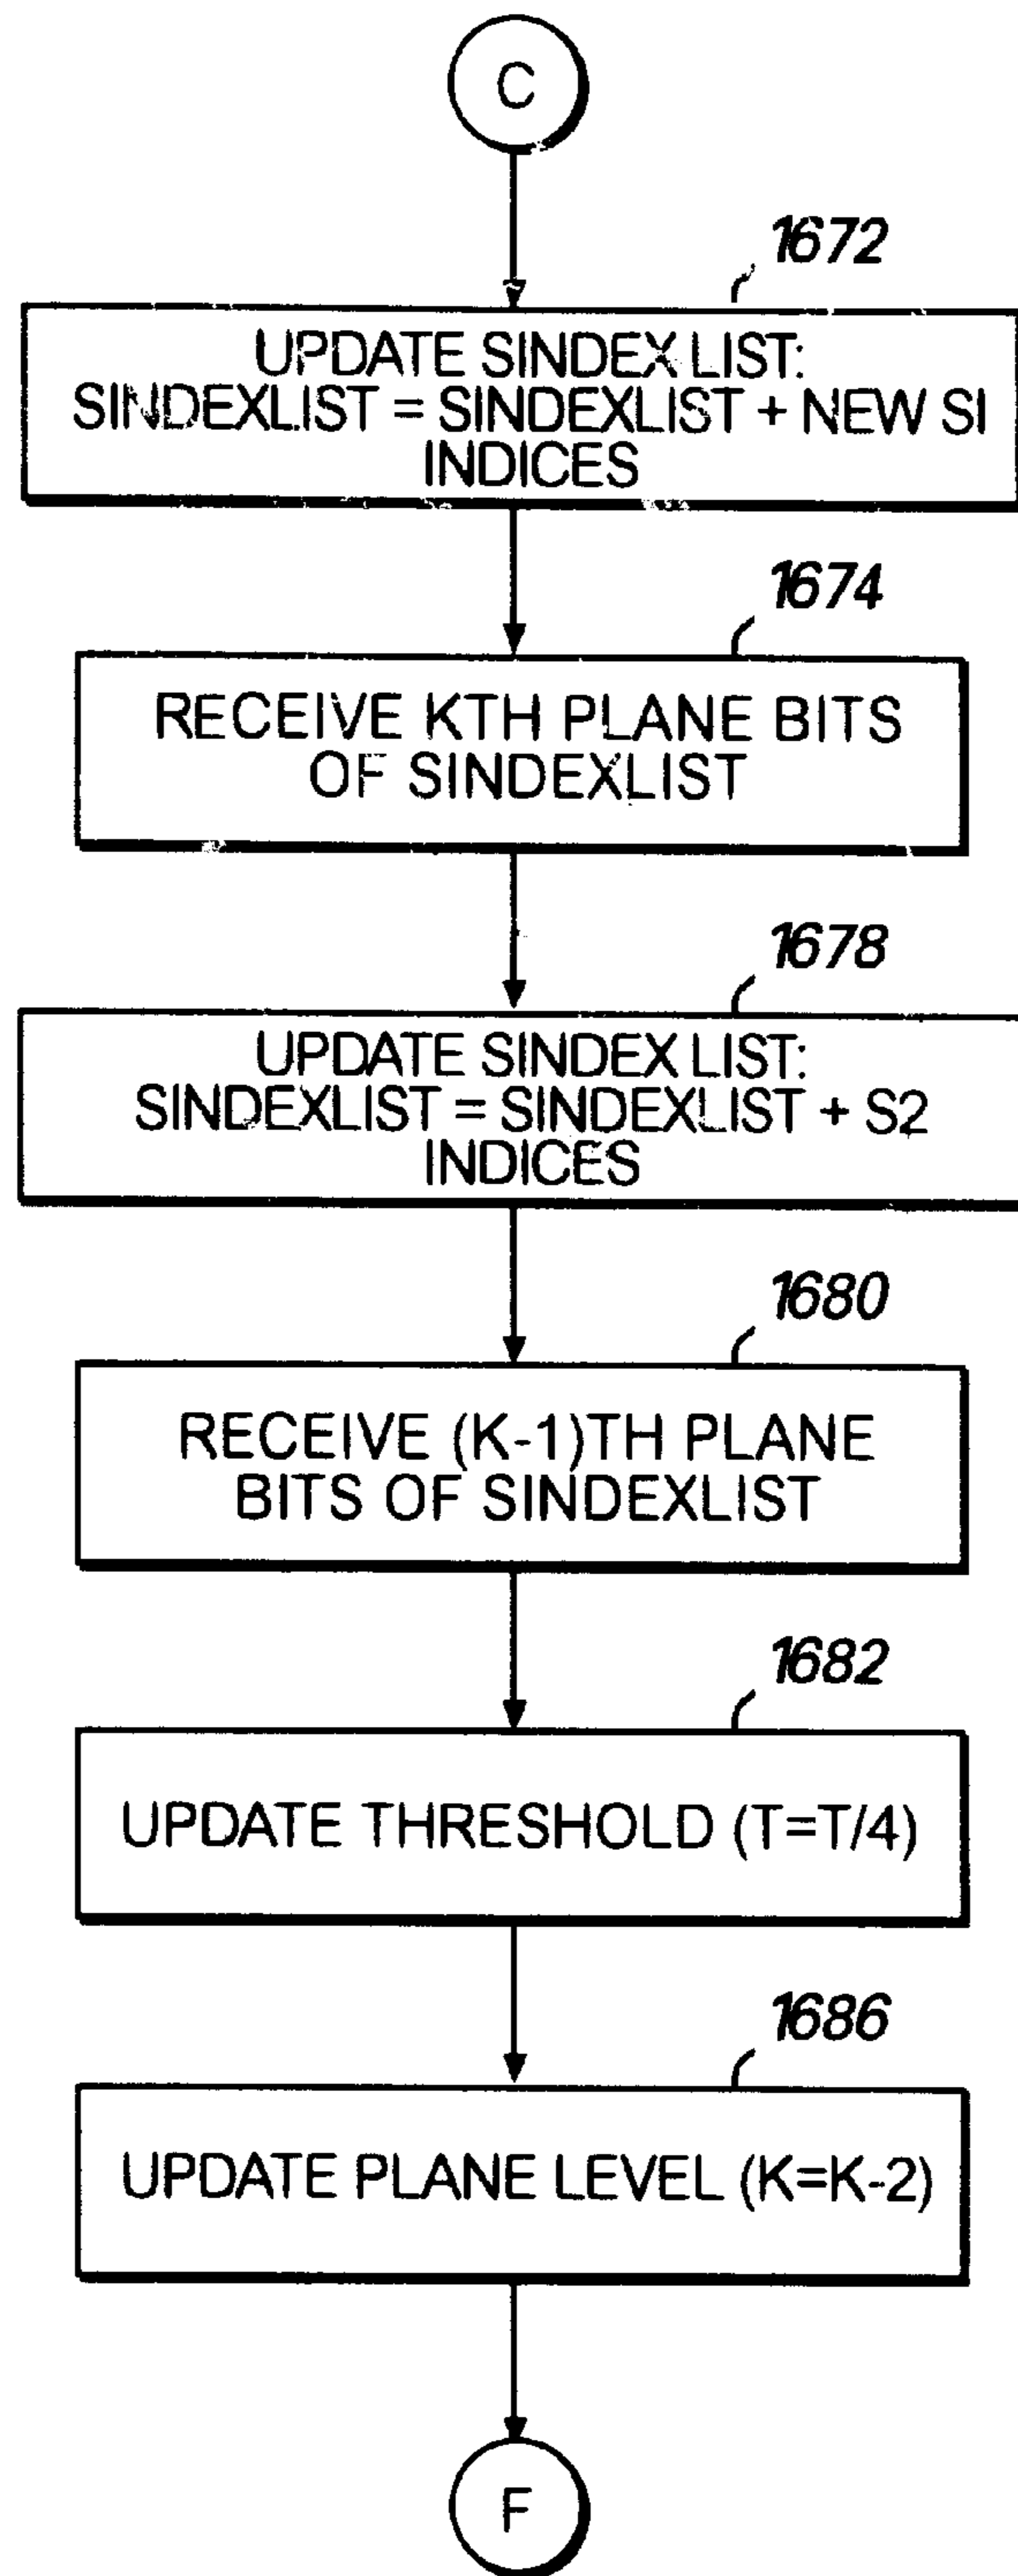 C
1672
UPDATE SINDEX LIST:
SINDEXLIST = SINDEXLIST + NEW SI
INDICES
1674
RECEIVE KTH PLANE BITS
OF SINDEXLIST
1678
UPDATE SINDEX LIST:
SINDEXLIST = SINDEXLIST + S2
INDICES
1680
RECEIVE (K-1)TH PLANE
BITS OF SINDEXLIST
1682
UPDATE THRESHOLD (T=T/4)
1686
UPDATE PLANE LEVEL (K=K-2)
F